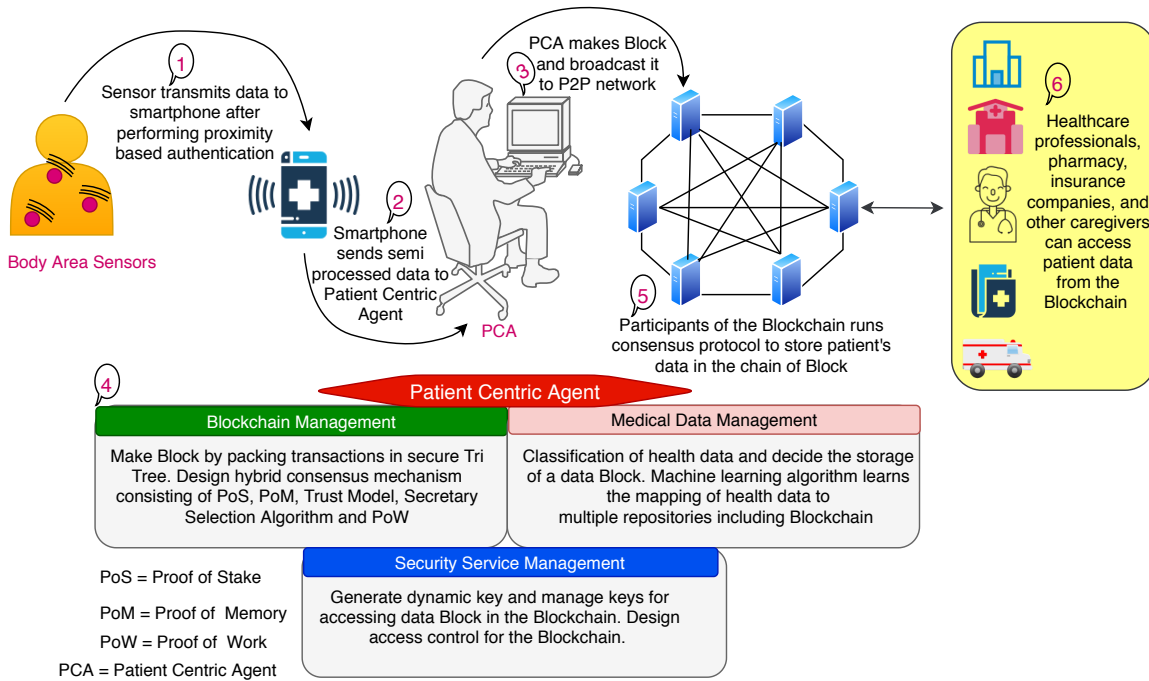 1
Sensor transmits data to
smartphone after
performing proximity
based authentication
Body Area Sensors
2
Smartphone
sends semi
processed data to
Patient Centric
Agent
3
PCA makes Block
and broadcast it
to P2P network
PCA
5
Participants of the Blockchain runs
consensus protocol to store patient's
data in the chain of Block
6
Healthcare
professionals,
pharmacy,
insurance
companies, and
other caregivers
can access
patient data
from the
Blockchain
4
Patient Centric Agent
Blockchain Management
Make Block by packing transactions in secure Tri
Tree. Design hybrid consensus mechanism
consisting of PoS, PoM, Trust Model, Secretary
Selection Algorithm and PoW
Medical Data Management
Classification of health data and decide the storage
of a data Block. Machine learning algorithm learns
the mapping of health data to
multiple repositories including Blockchain
Security Service Management
Generate dynamic key and manage keys for
accessing data Block in the Blockchain. Design
access control for the Blockchain.
PoS = Proof of Stake
PoM = Proof of Memory
PoW = Proof of Work
PCA = Patient Centric Agent